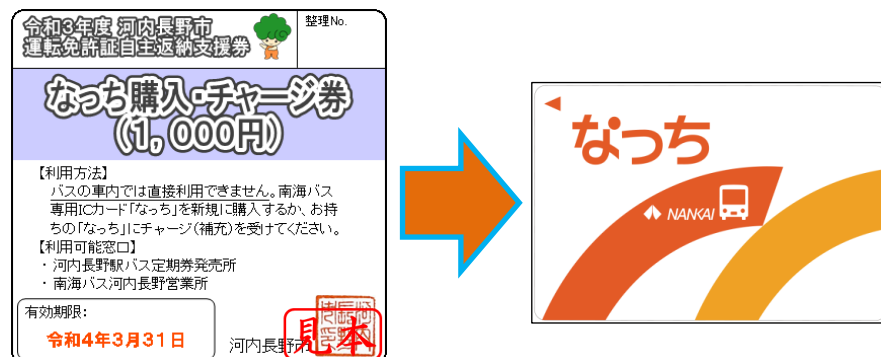 令和3年度 河内長野市
運転免許証自主返納支援券
整理No.
なっち購入・チャージ券
(1,000円)
【利用方法】
バスの車内では直接利用できません。南海バス
専用ICカード「なっち」を新規に購入するか、お持
ちの「なっち」にチャージ(補充)を受けてください。
【利用可能窓口】
・河内長野駅バス定期券発売所
・南海バス河内長野営業所
有効期限:
令和4年3月31日
河内長野市
見本
なっち
NANKAI